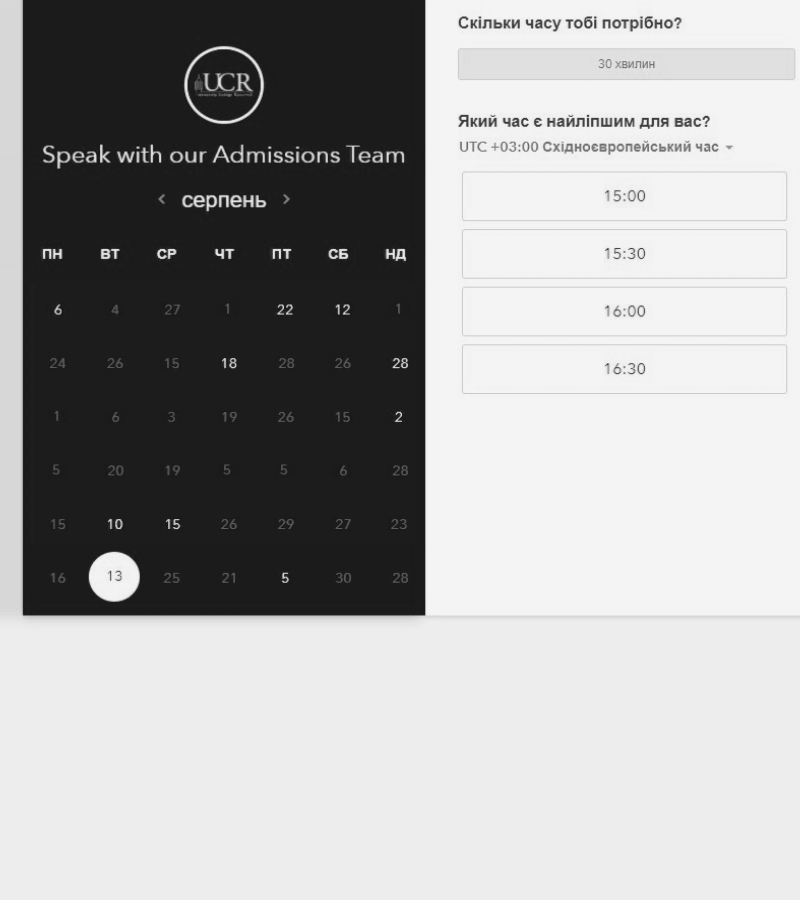 UCR
Speak with our Admissions Team
серпень
ПН ВТ СР ЧТ ПТ СБ НД
6 4 27 1 22 12 1
24 26 15 18 28 26 28
1 6 3 19 26 15 2
5 20 19 5 5 6 28
15 10 15 26 29 27 23
16 13 25 21 5 30 28
Скільки часу тобі потрібно?
30 хвилин
Який час є найліпшим для вас?
UTC +03:00 Східноєвропейський час
15:00
15:30
16:00
16:30